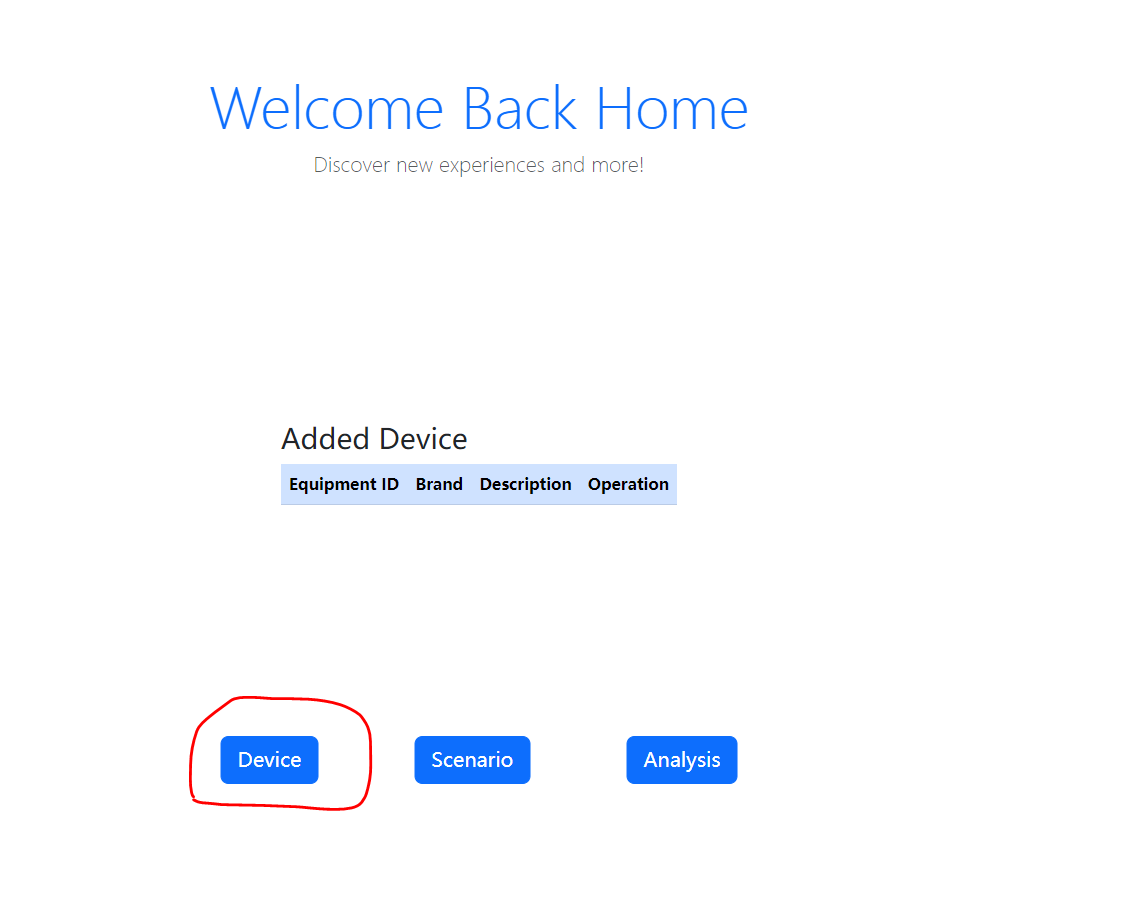 Welcome Back Home
Discover new experiences and more!
Added Device
Equipment ID Brand Description Operation
Device Scenario Analysis